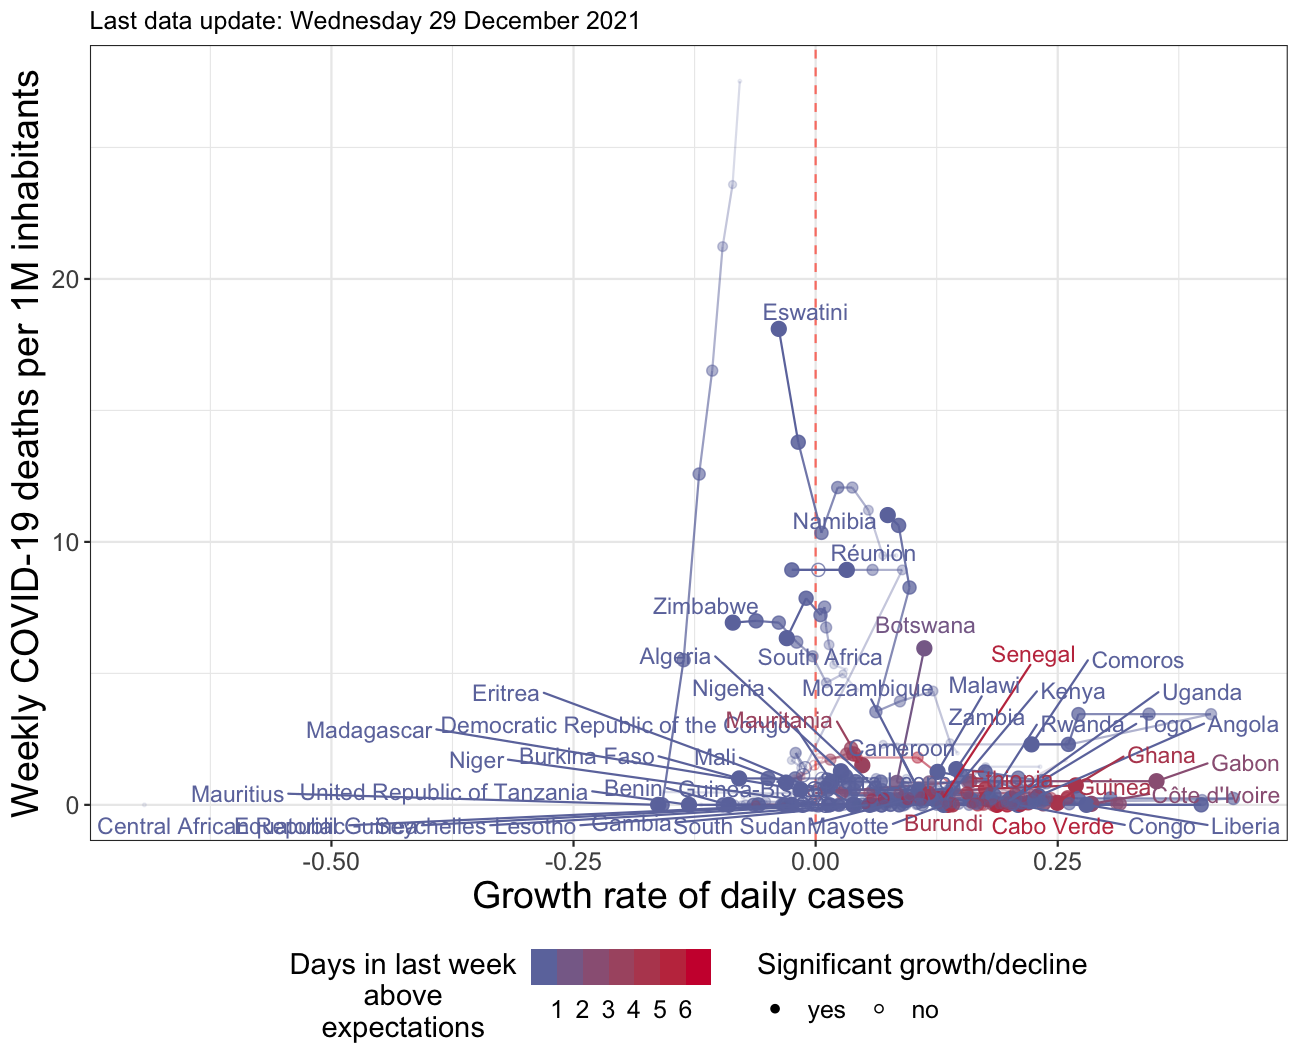 Last data update: Wednesday 29 December 2021
Weekly COVID-19 deaths per 1M inhabitants
20
10
0
Eswatini
Namibia
Réunion
Zimbabwe
Botswana
Algeria
South Africa
Senegal
Comoros
Eritrea
Nigeria
Mozambique
Malawi
Kenya
Uganda
Madagascar
Democratic Republic of the Congo
Mauritania
Zambia
Rwanda
Togo
Angola
Niger
Burkina Faso
Mali
Cameroon
Ghana
Gabon
Mauritius
United Republic of Tanzania
Benin
Guinea-Bis
Ethiopia
Guinea
Côte d'Ivoire
Central African Republic
Equatorial Guinea
Seychelles
Lesotho
Gambia
South Sudan
Mayotte
Burundi
Cabo Verde
Congo
Liberia
-0.50
-0.25
0.00
0.25
Growth rate of daily cases
Days in last week
above
expectations
1 2 3 4 5 6
Significant growth/decline
yes
no